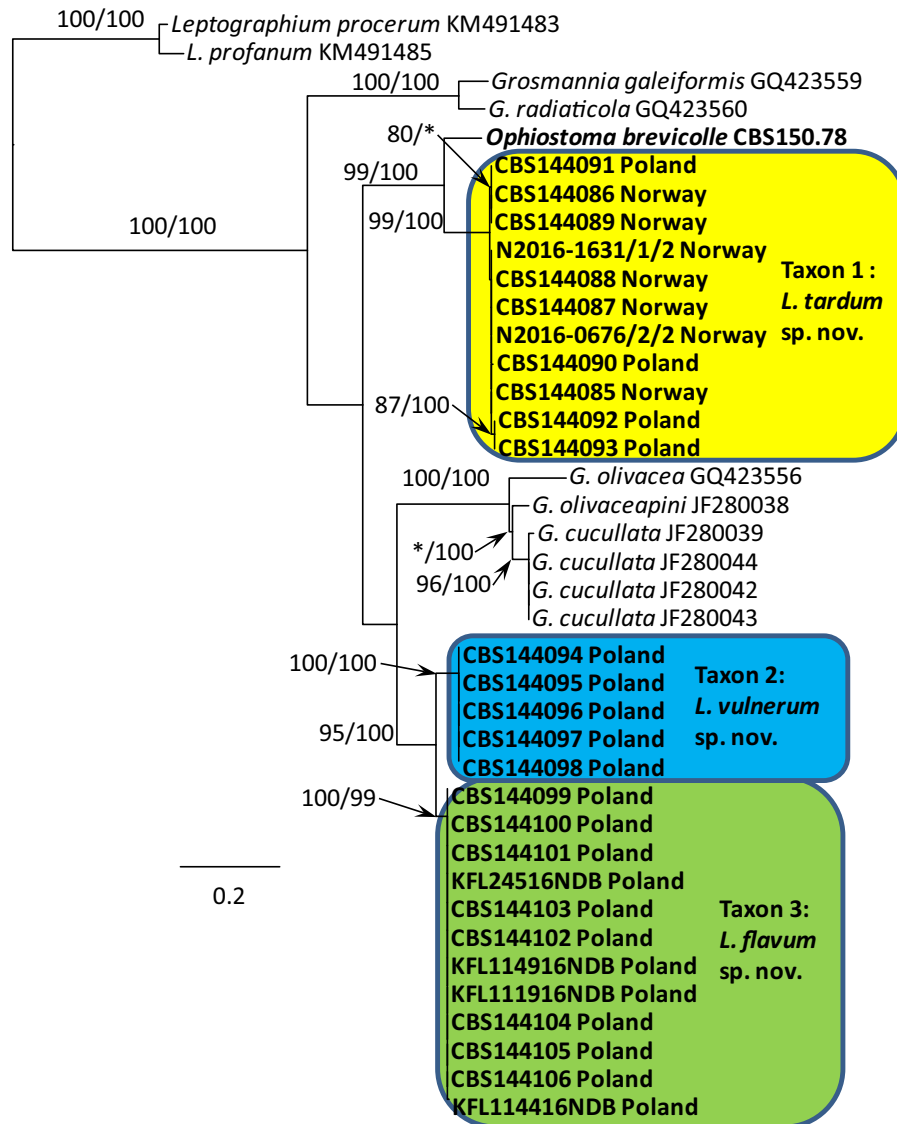 100/100
Leptographium procerum KM491483
L. profanum KM491485
100/100
Grosmannia galeiformis GQ423559
G. radiaticola GQ423560
80/*
Ophiostoma brevicolle CBS150.78
99/100
CBS144091 Poland
CBS144086 Norway
99/100
CBS144089 Norway
100/100
N2016-1631/1/2 Norway
CBS144088 Norway
CBS144087 Norway
N2016-0676/2/2 Norway
CBS144090 Poland
CBS144085 Norway
87/100
CBS144092 Poland
CBS144093 Poland
Taxon 1 :
L. tardum
sp. nov.
100/100
G. olivacea GQ423556
G. olivaceapini JF280038
*/100
G. cucullata JF280039
G. cucullata JF280044
96/100
G. cucullata JF280042
G. cucullata JF280043
100/100
CBS144094 Poland
CBS144095 Poland
CBS144096 Poland
CBS144097 Poland
CBS144098 Poland
Taxon 2:
L. vulnerum
sp. nov.
95/100
100/99
CBS144099 Poland
CBS144100 Poland
CBS144101 Poland
KFL24516NDB Poland
CBS144103 Poland
CBS144102 Poland
KFL114916NDB Poland
KFL111916NDB Poland
CBS144104 Poland
CBS144105 Poland
CBS144106 Poland
KFL114416NDB Poland
Taxon 3:
L. flavum
sp. nov.
0.2